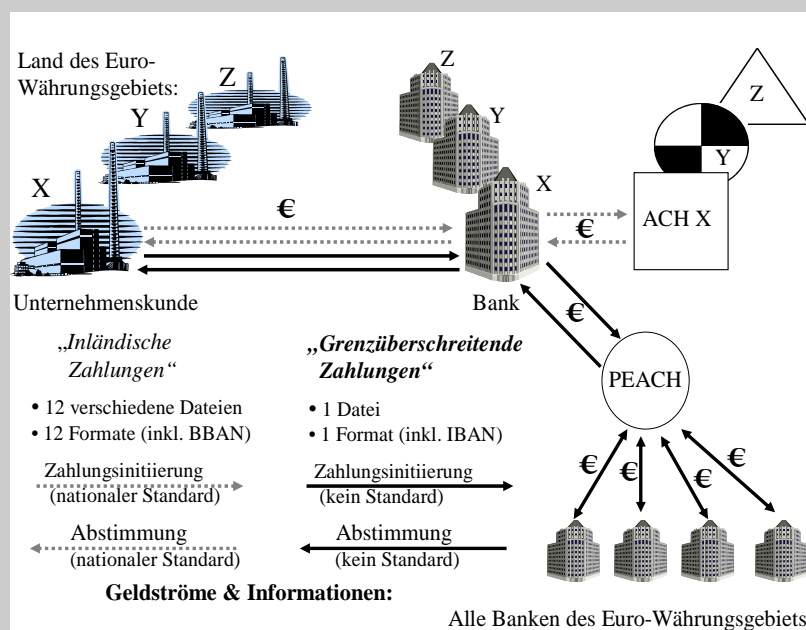 Land des Euro-
Währungsgebiets:
Z
Y
X
Z
Y
X
Z
Y
ACH X
€
€
Unternehmenskunde
Bank
€
„Inländische
Zahlungen“
„Grenzüberschreitende
Zahlungen“
PEACH
• 12 verschiedene Dateien
• 12 Formate (inkl. BBAN)
• 1 Datei
• 1 Format (inkl. IBAN)
€
€
€
€
Zahlungsinitiierung
(nationaler Standard)
Zahlungsinitiierung
(kein Standard)
Abstimmung
(nationaler Standard)
Abstimmung
(kein Standard)
Geldströme & Informationen:
Alle Banken des Euro-Währungsgebiets